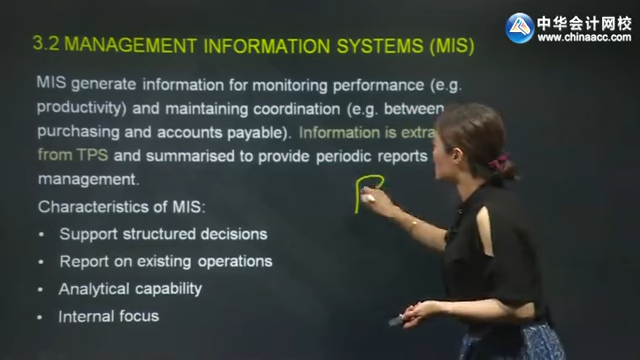 中华会计网校
www.chinaacc.com
3.2 MANAGEMENT INFORMATION SYSTEMS (MIS)
MIS generate information for monitoring performance (e.g.
productivity) and maintaining coordination (e.g. between
purchasing and accounts payable). Information is
from TPS and summarised to provide periodic reports
management.
Characteristics of MIS:
• Support structured decisions
• Report on existing operations
• Analytical capability
• Internal focus